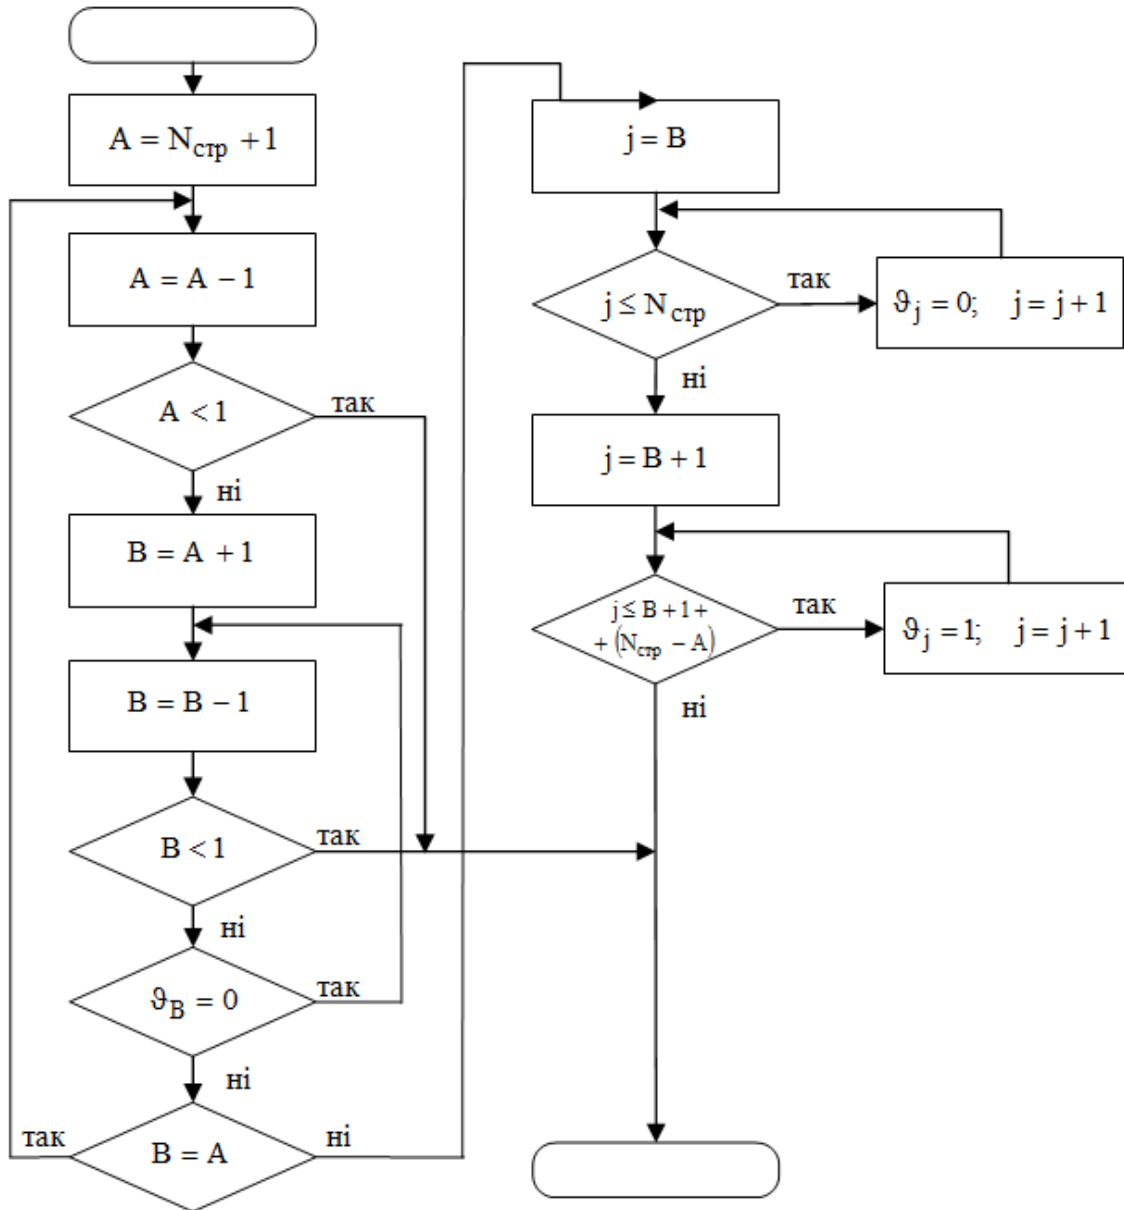 A = Nстр + 1
A = A − 1
A < 1
так
ні
B = A + 1
B = B − 1
B < 1
так
ні
ϑB = 0
так
ні
так
B = A
ні
j = B
j ≤ Nстр
так
ϑj = 0; j = j + 1
ні
j = B + 1
j ≤ B + 1 +
+ (Nстр − A)
так
ϑj = 1; j = j + 1
ні